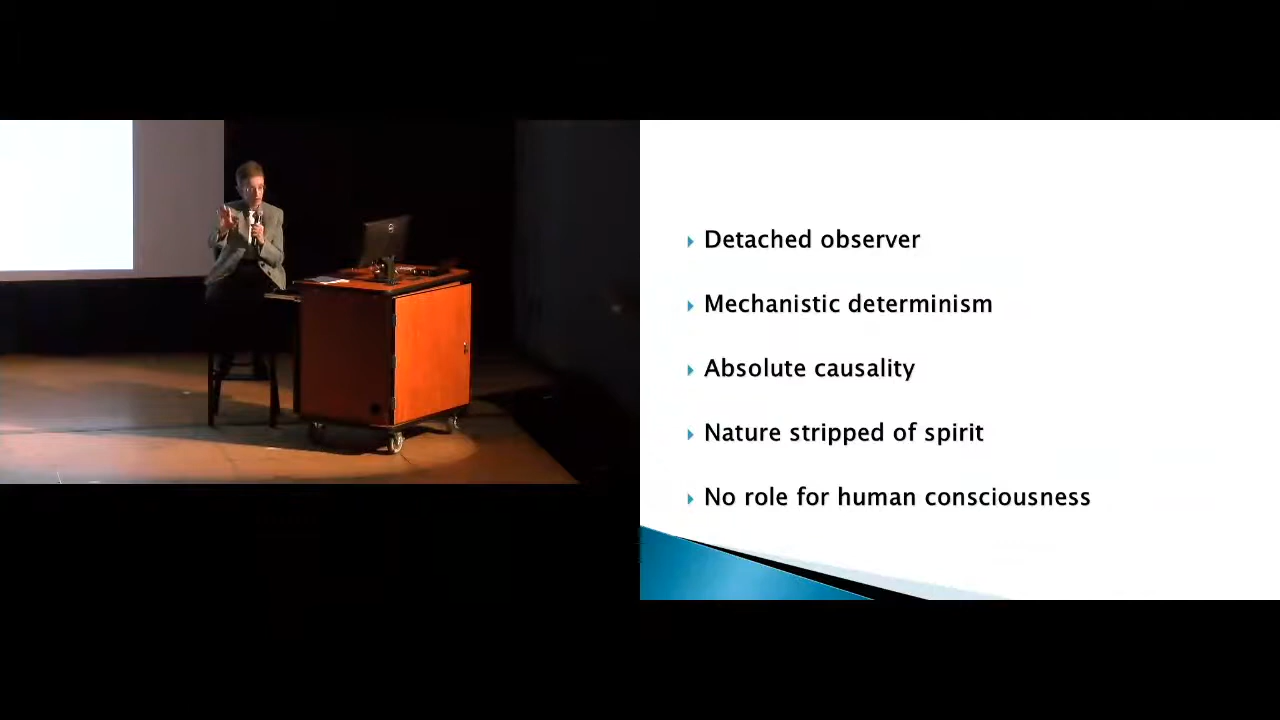 Detached observer
Mechanistic determinism
Absolute causality
Nature stripped of spirit
No role for human consciousness